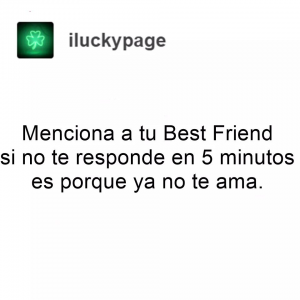 iluckypage
Menciona a tu Best Friend
si no te responde en 5 minutos
es porque ya no te ama.